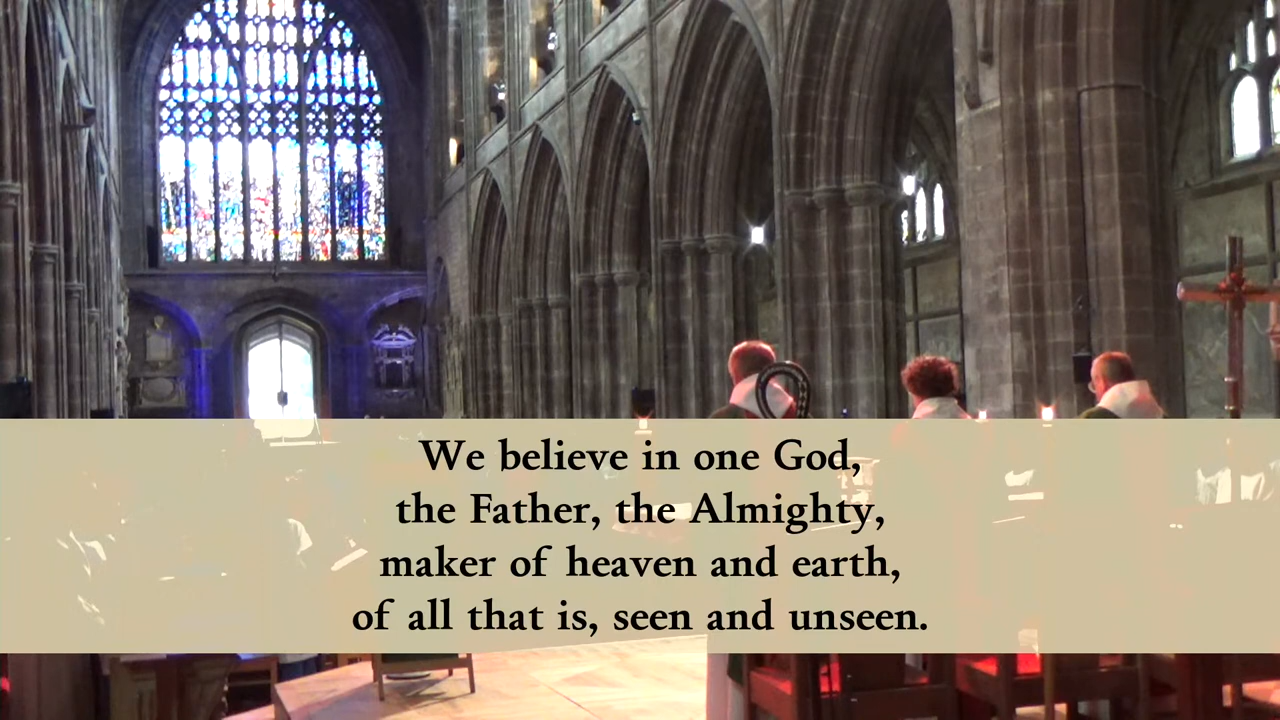 We believe in one God,
the Father, the Almighty,
maker of heaven and earth,
of all that is, seen and unseen.